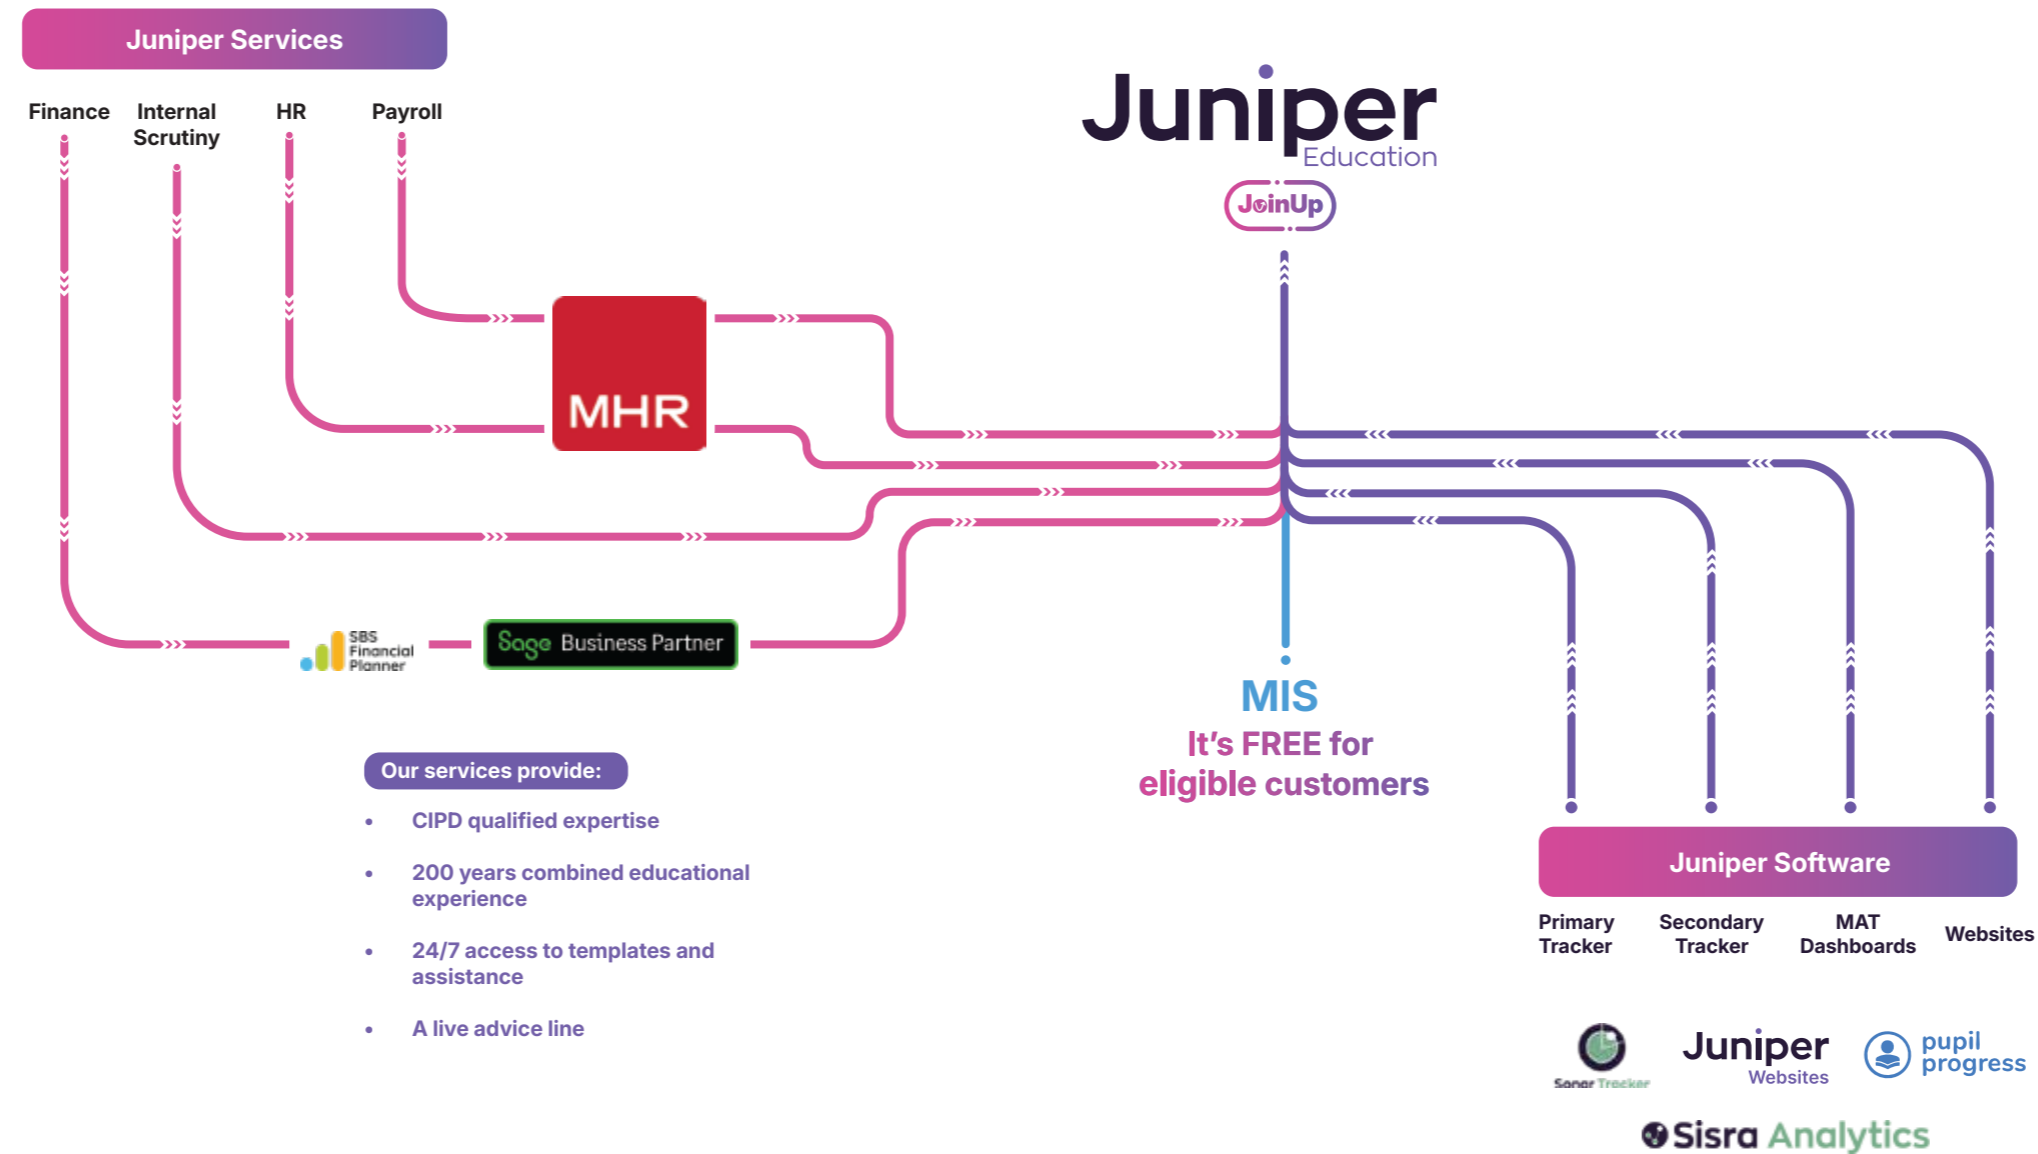 Juniper Services
Finance
Internal
Scrutiny
HR
Payroll
Juniper
Education
JoinUp
MHR
SBS
Financial
Planner
Sage Business Partner
MIS
It's FREE for
eligible customers
Our services provide:
• CIPD qualified expertise
• 200 years combined educational
experience
• 24/7 access to templates and
assistance
• A live advice line
Juniper Software
Primary
Tracker
Secondary
Tracker
MAT
Dashboards
Websites
Sonar Tracker
Juniper
Websites
pupil
progress
Sisra Analytics